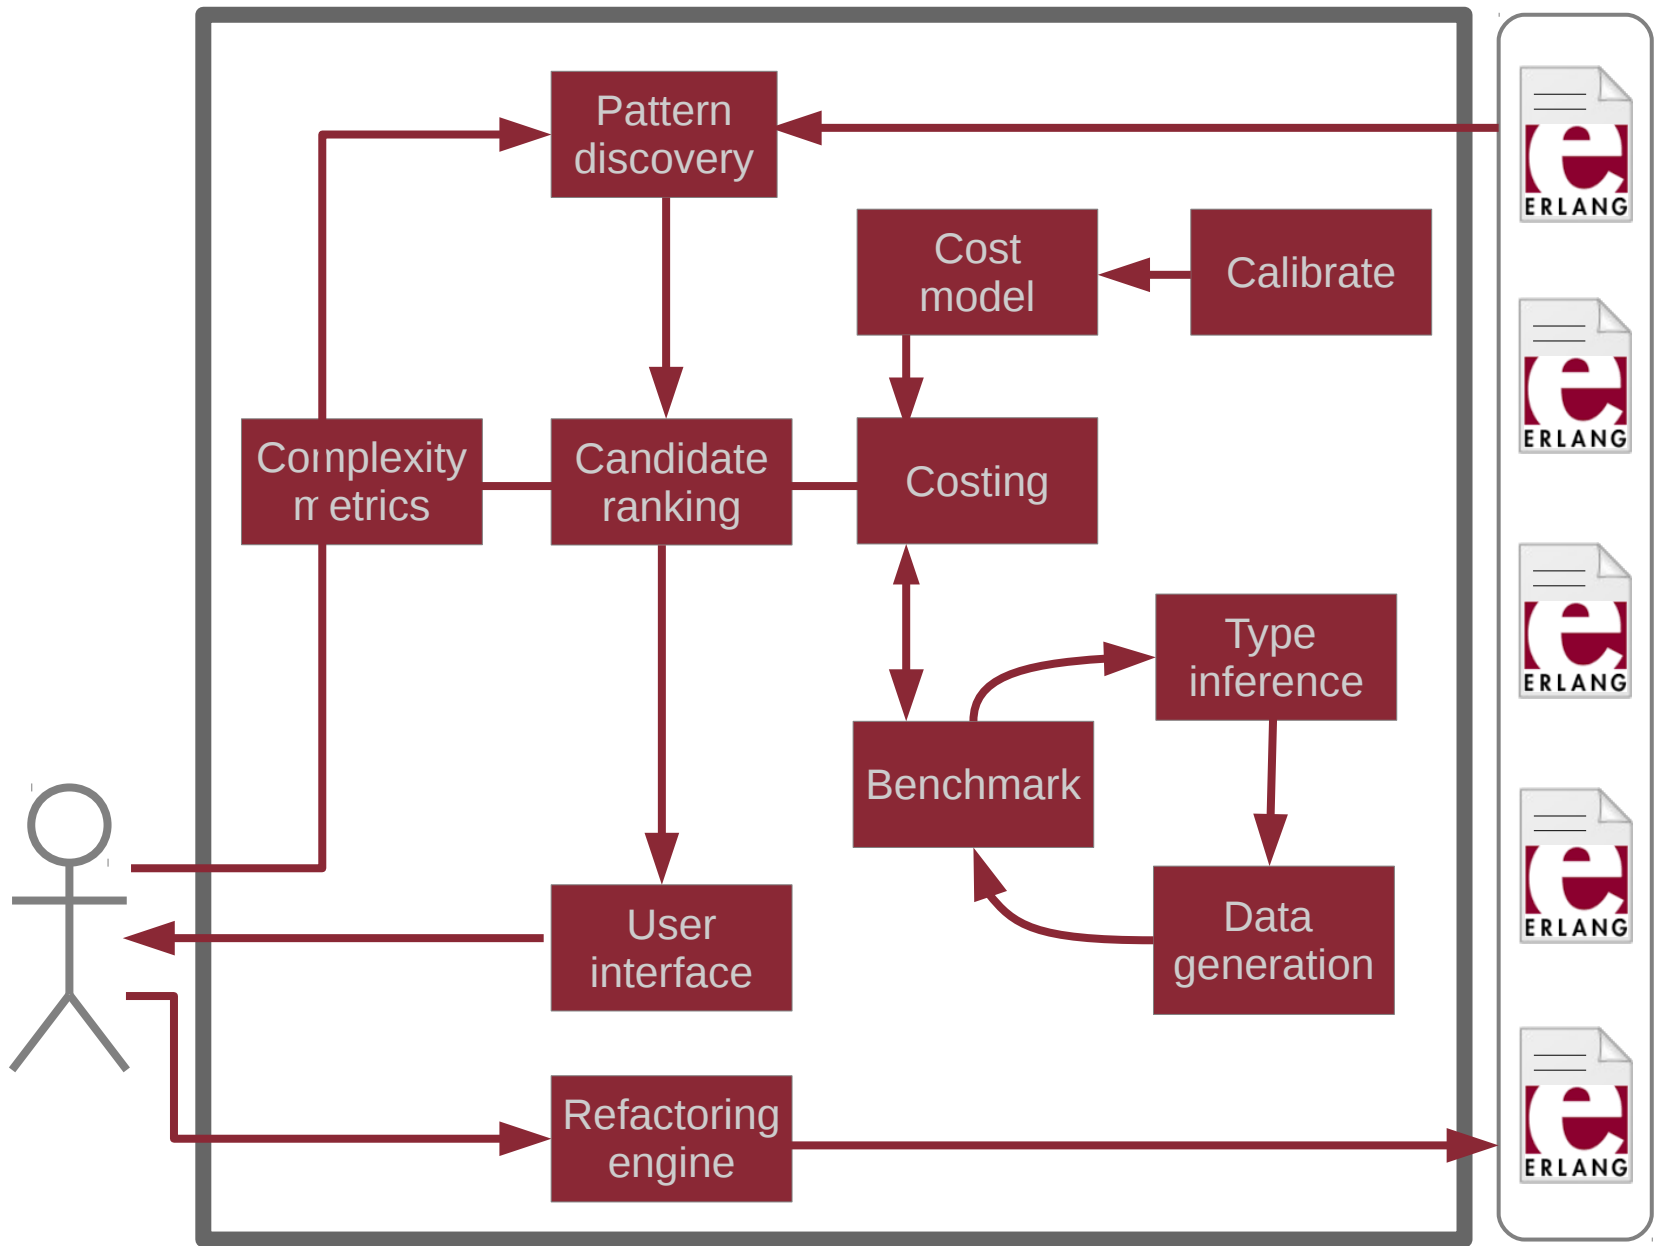 Pattern
discovery
ERLANG
Cost
model
Calibrate
ERLANG
Complexity
metrics
Candidate
ranking
Costing
Type
inference
ERLANG
Benchmark
User
interface
Data
generation
ERLANG
Refactoring
engine
ERLANG